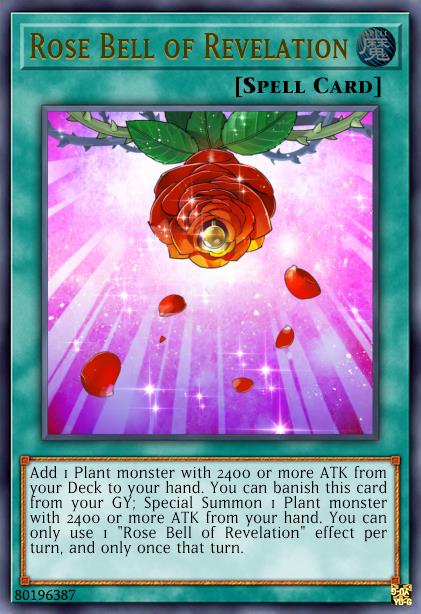 Rose Bell of Revelation 魔
[Spell Card]
Add 1 Plant monster with 2400 or more ATK from
your Deck to your hand. You can banish this card
from your GY; Special Summon 1 Plant monster
with 2400 or more ATK from your hand. You can
only use 1 "Rose Bell of Revelation" effect per
turn, and only once that turn.
80196387